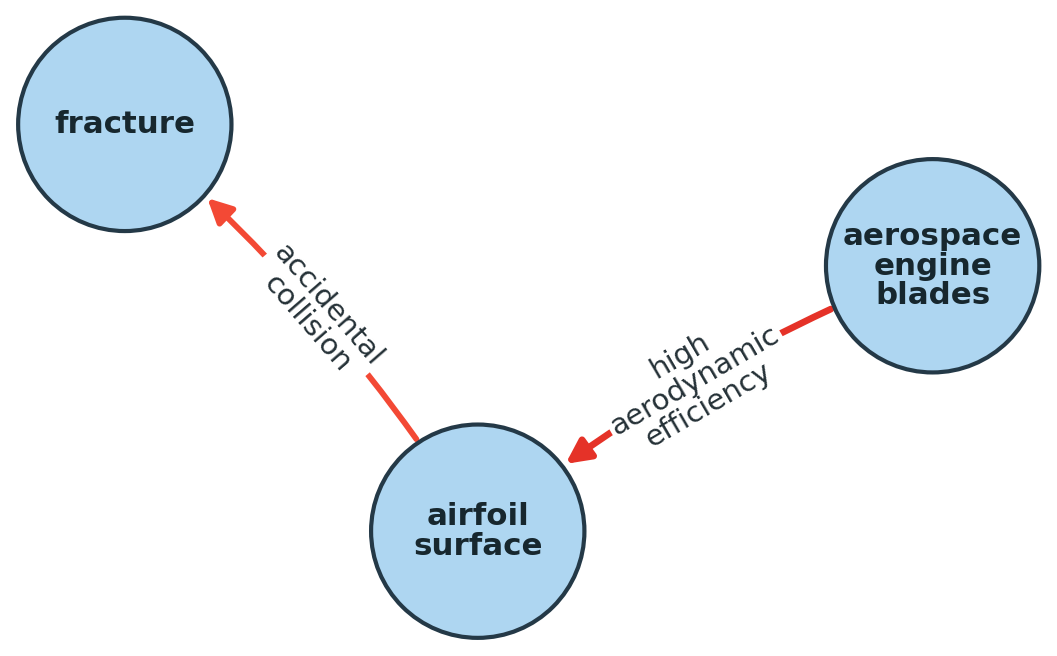 fracture
aerospace
engine
blades
accidental
collision
high
aerodynamic
efficiency
airfoil
surface